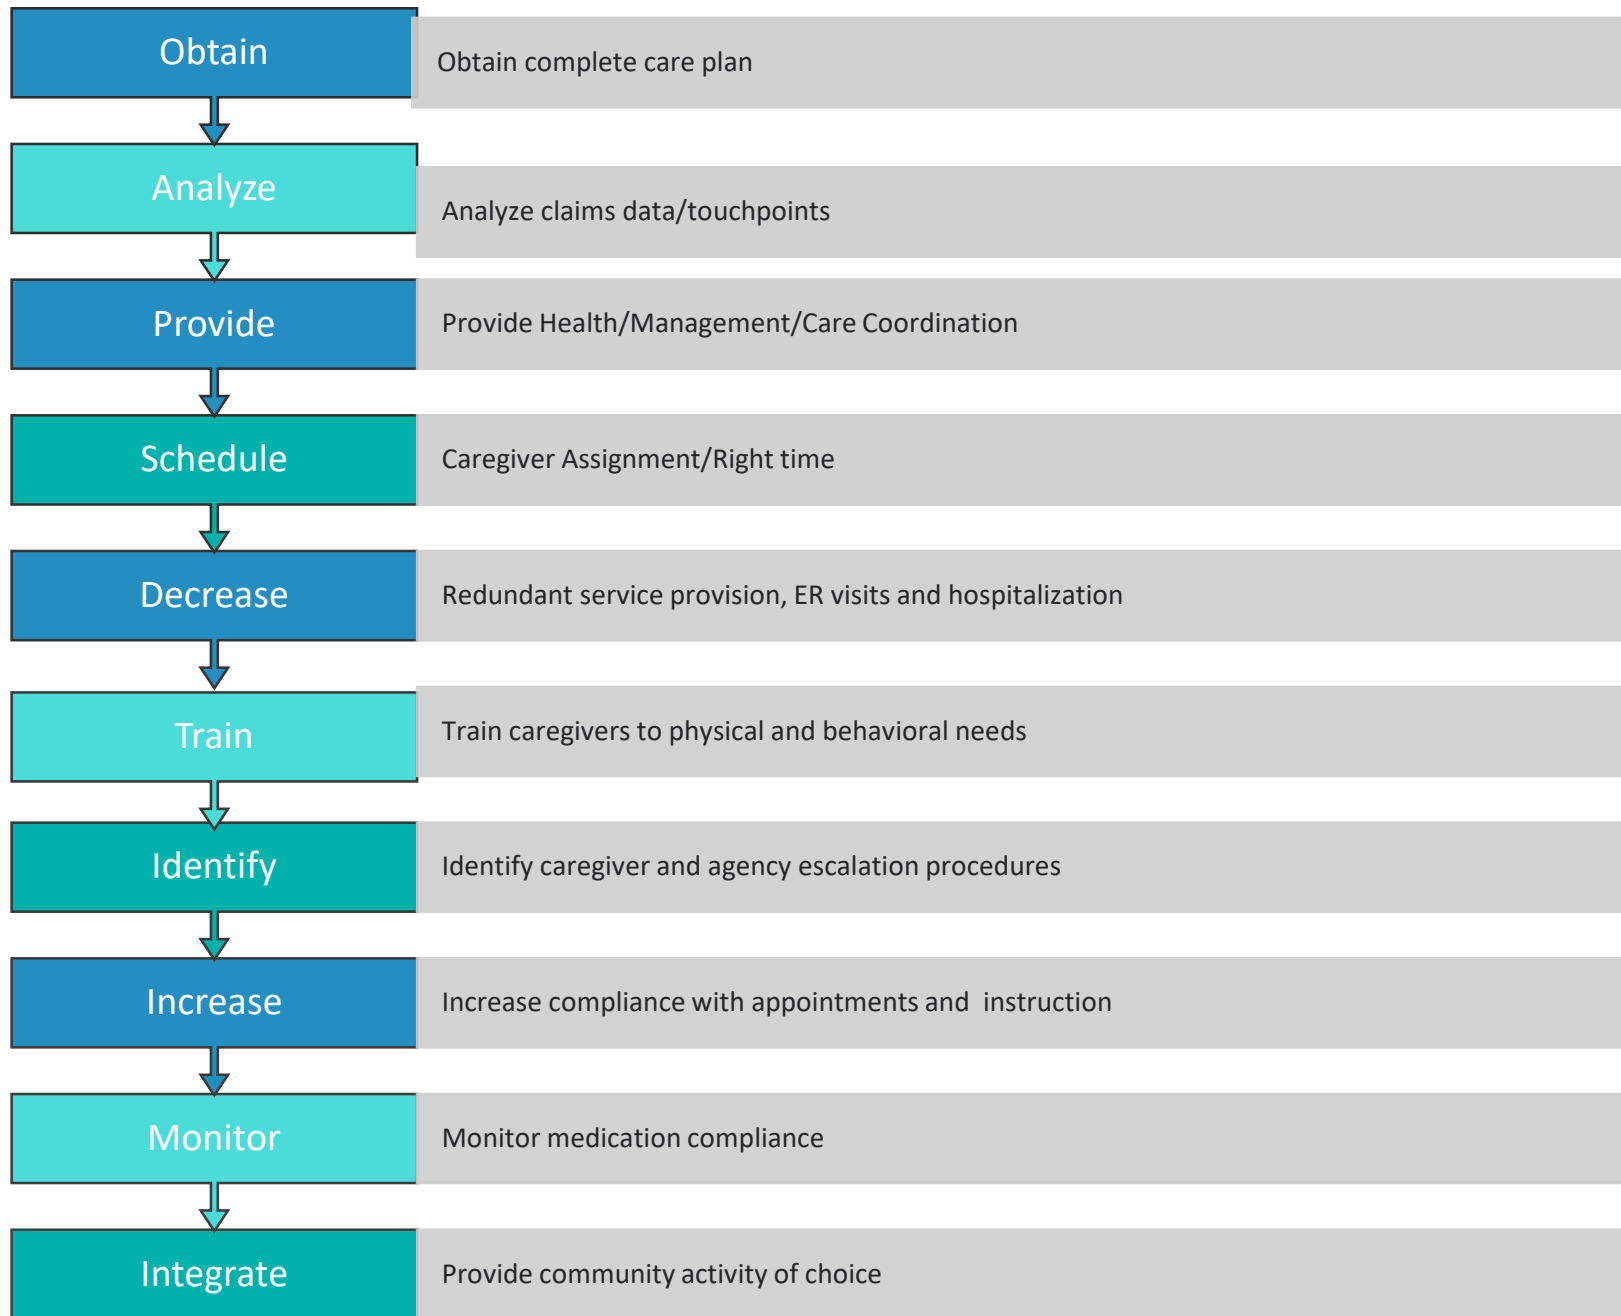 Obtain
Obtain complete care plan
Analyze
Analyze claims data/touchpoints
Provide
Provide Health/Management/Care Coordination
Schedule
Caregiver Assignment/Right time
Decrease
Redundant service provision, ER visits and hospitalization
Train
Train caregivers to physical and behavioral needs
Identify
Identify caregiver and agency escalation procedures
Increase
Increase compliance with appointments and  instruction
Monitor
Monitor medication compliance
Integrate
Provide community activity of choice